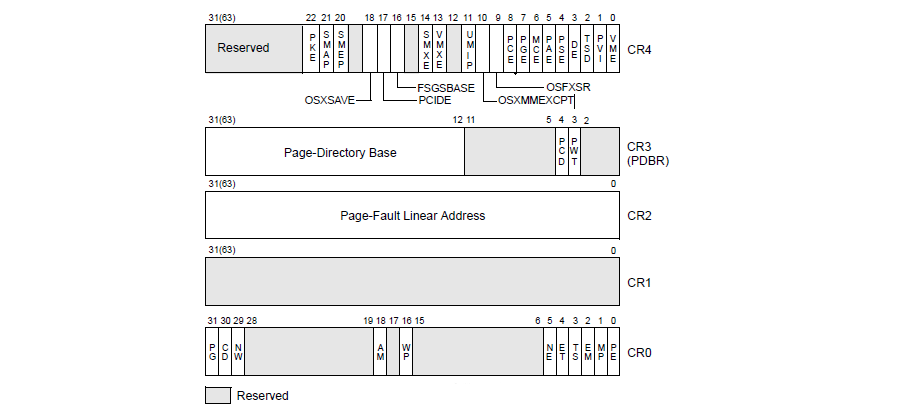 31(63) 22 21 20 18 17 16 15 14 13 12 11 10 9 8 7 6 5 4 3 2 1 0
Reserved PKE SMAP SMEP SMXE VMXE UMIP PCE PGE MCE PAE PSE DE TSD PVI VME CR4
FSGSBASE OSFXSR
OSXSAVE PCIDE OSXMMEXCPT
31(63) 12 11 5 4 3 2
Page-Directory Base PCD PWT CR3
(PDBR)
31(63) 0
Page-Fault Linear Address CR2
31(63) 0
CR1
31 30 29 28 19 18 17 16 15 6 5 4 3 2 1 0
PG CD NW AM WP NE ET TS EM MP PE CR0
Reserved